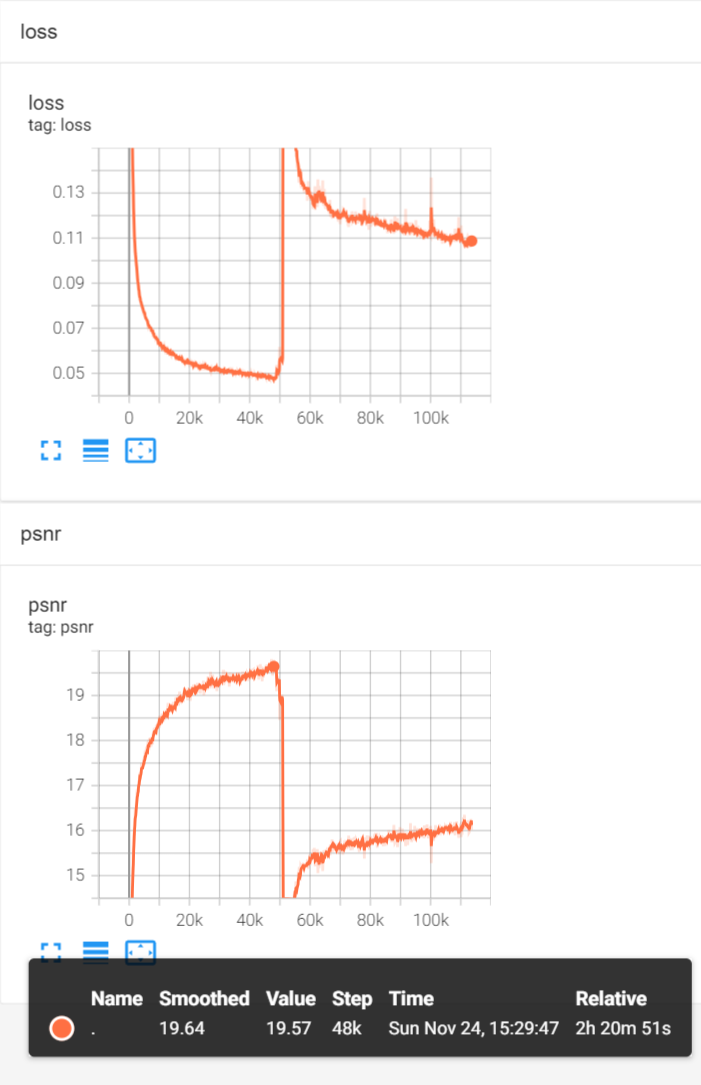 loss
loss
tag: loss
0.13
0.11
0.09
0.07
0.05
0 20k 40k 60k 80k 100k
psnr
psnr
tag: psnr
19
18
17
16
15
0 20k 40k 60k 80k 100k
Name Smoothed Value Step Time Relative
. 19.64 19.57 48k Sun Nov 24, 15:29:47 2h 20m 51s